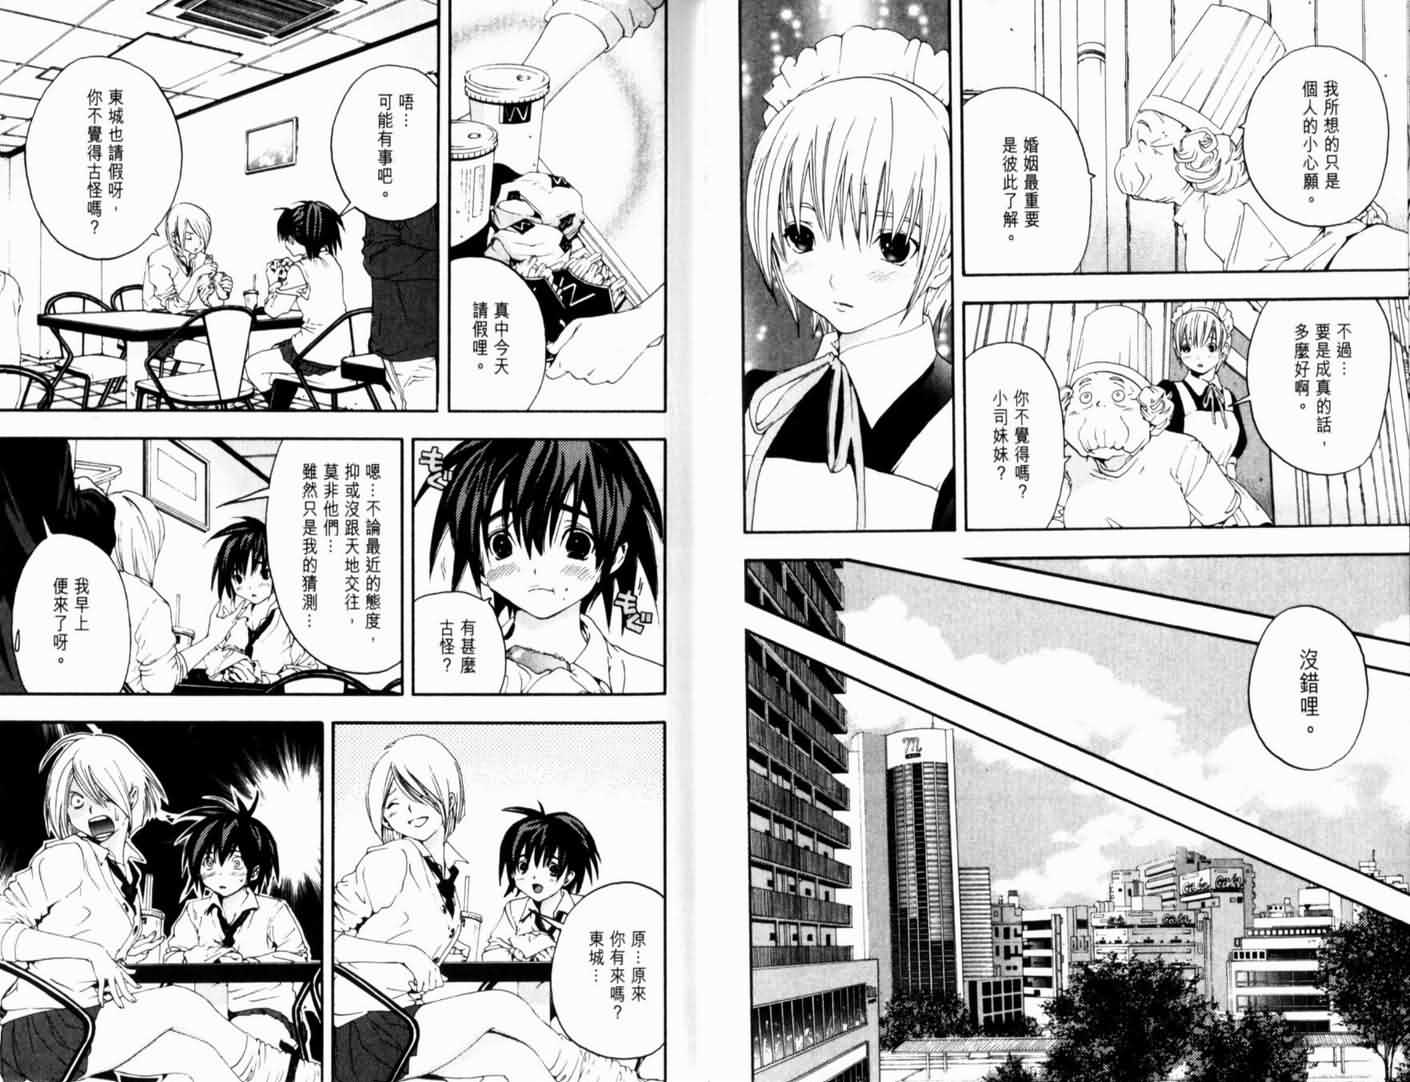 我所想的只是
個人的小心願。
婚姻最重要
是彼此了解。
不過…
要是成真的話，
多麼好啊。
你不覺得嗎？
小司妹妹？
沒錯哩。
真中今天
請假哩。
唔…
可能有事吧。
東城也請假呀，
你不覺得古怪嗎？
もぐ
もぐ
有甚麼
古怪？
嗯…不論最近的態度，
抑或沒跟天地交往，
莫非他們…
雖然只是我的猜測…
我早上
便來了呀。
原…原來
你有來嗎？
東城…